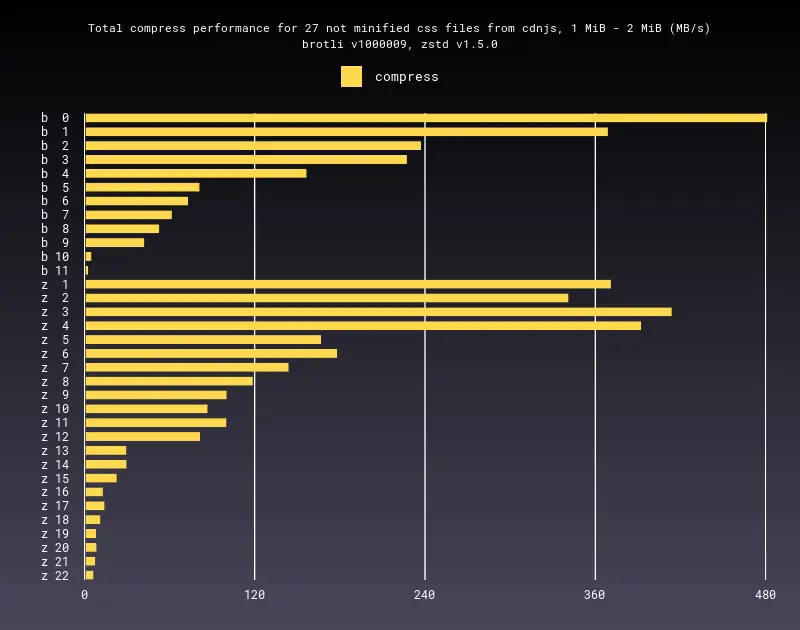 Total compress performance for 27 not minified css files from cdnjs, 1 MiB - 2 MiB (MB/s)
brotli v1000009, zstd v1.5.0
compress
b 0
b 1
b 2
b 3
b 4
b 5
b 6
b 7
b 8
b 9
b 10
b 11
z 1
z 2
z 3
z 4
z 5
z 6
z 7
z 8
z 9
z 10
z 11
z 12
z 13
z 14
z 15
z 16
z 17
z 18
z 19
z 20
z 21
z 22
0 120 240 360 480